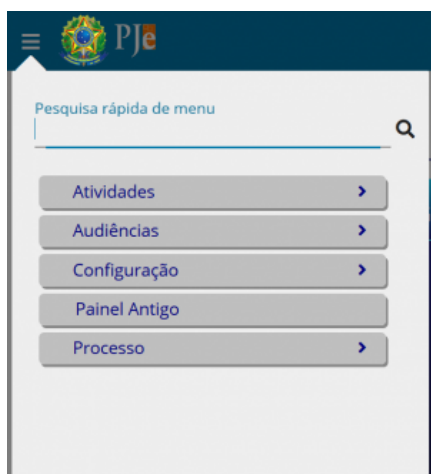 PJe
Pesquisa rápida de menu
Atividades
Audiências
Configuração
Painel Antigo
Processo